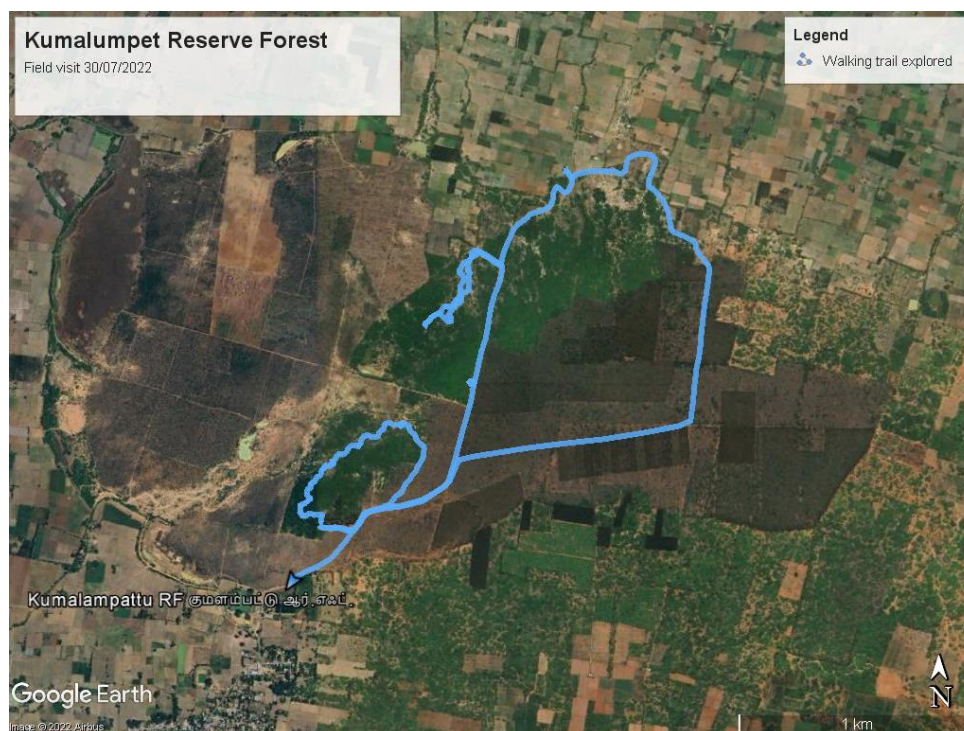 Kumalumpet Reserve Forest
Field visit 30/07/2022
Legend
Walking trail explored
Kumalampattu RF குமளம்பட்டு ஆர்.எஃப்.
Google Earth
Image © 2022 Airbus
N
1 km